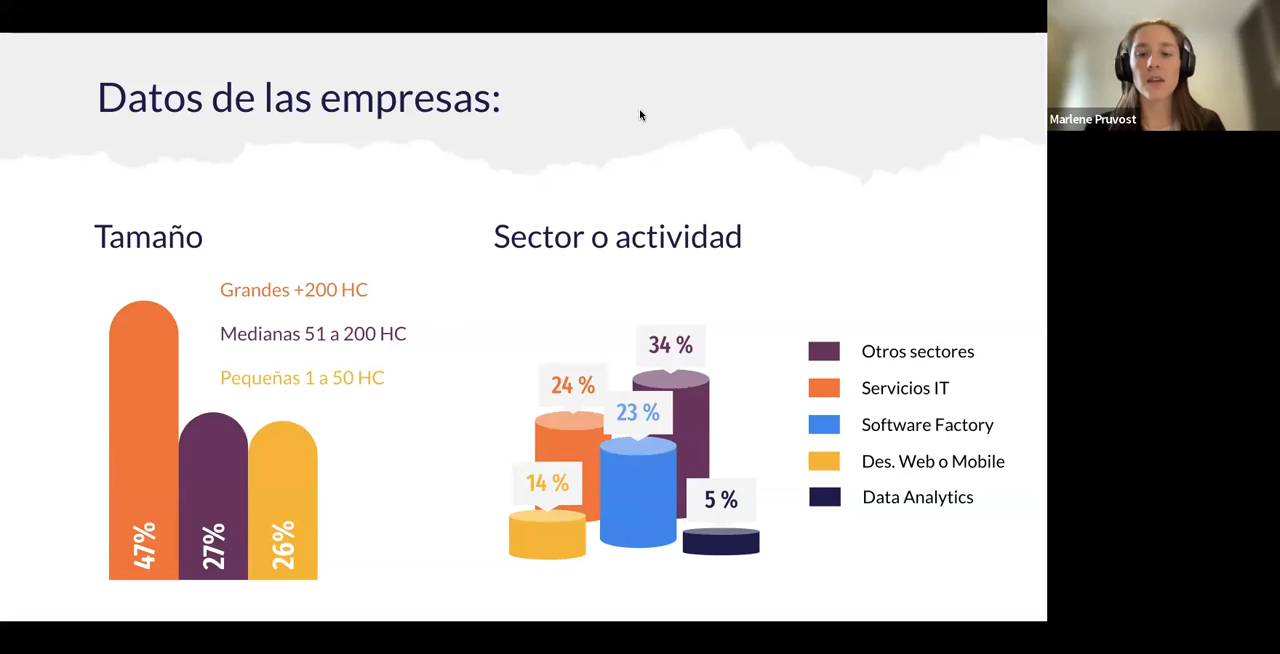 Datos de las empresas:
Marlene Pruvost
Tamaño
Grandes +200 HC
Medianas 51 a 200 HC
Pequeñas 1 a 50 HC
47%
27%
26%
Sector o actividad
34 %
24 %
23 %
14 %
5 %
Otros sectores
Servicios IT
Software Factory
Des. Web o Mobile
Data Analytics